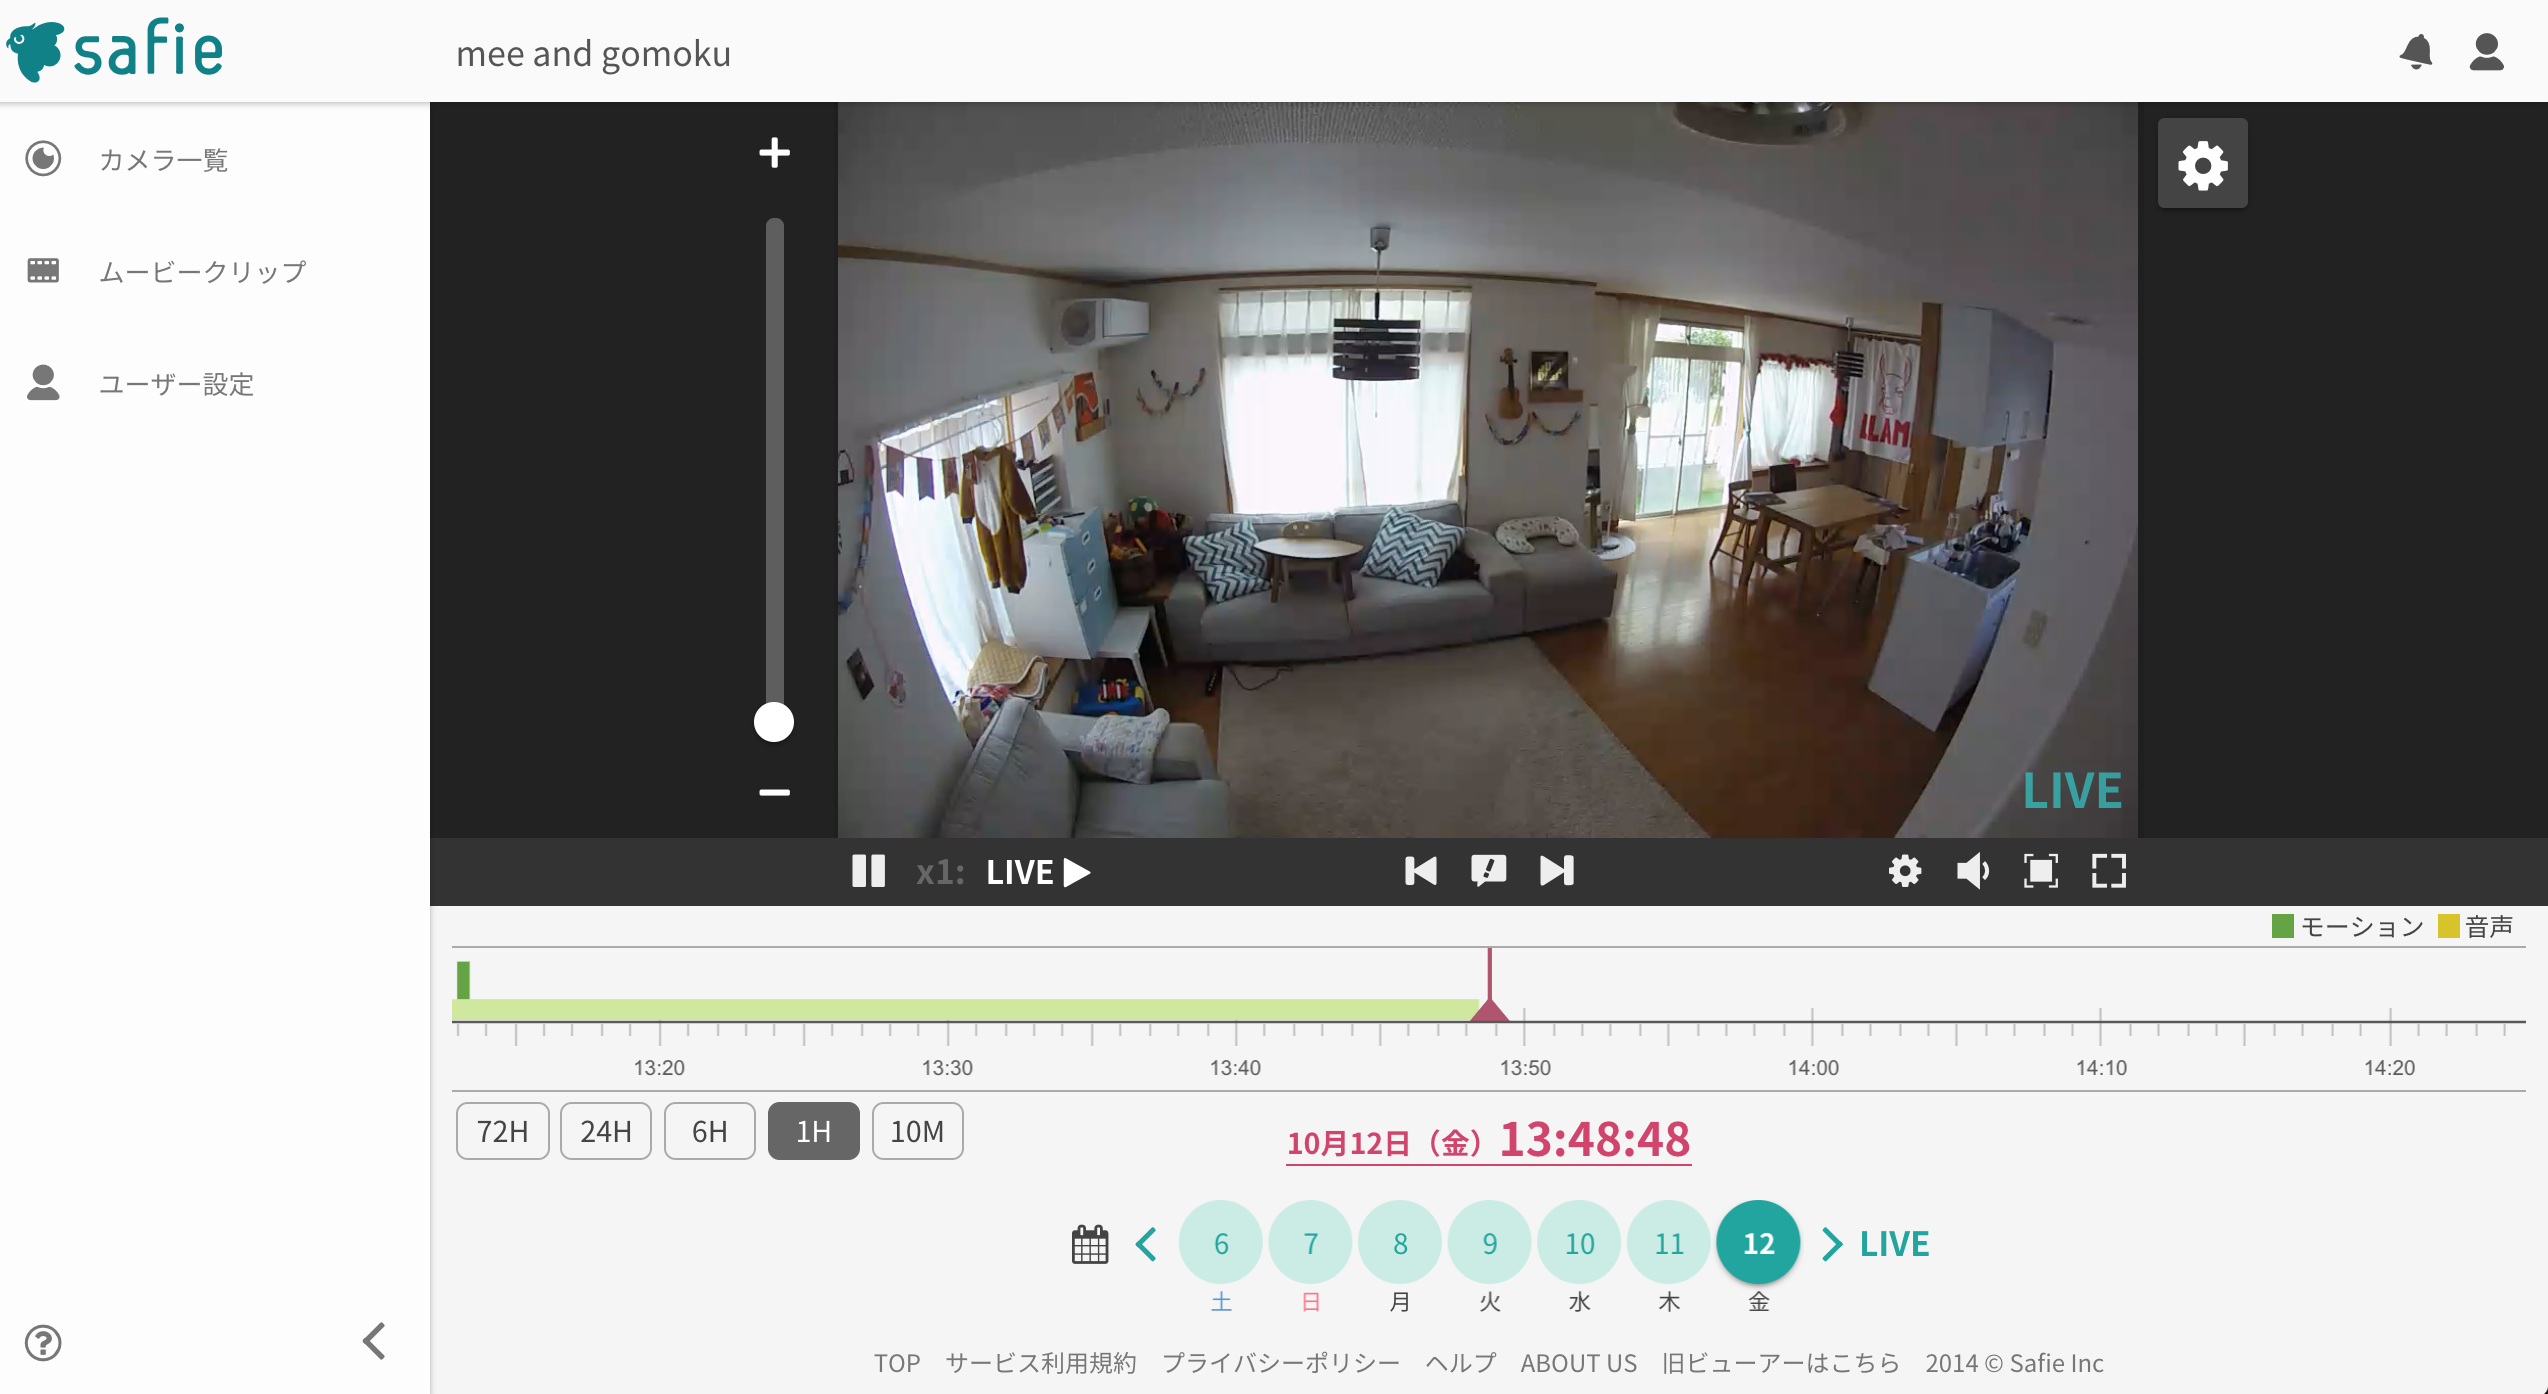 safie
mee and gomoku
カメラ一覧
ムービークリップ
ユーザー設定
LLAM
LIVE
x1: LIVE
モーション 音声
13:20 13:30 13:40 13:50 14:00 14:10 14:20
72H 24H 6H 1H 10M
10月12日（金）13:48:48
6 7 8 9 10 11 12 LIVE
土 日 月 火 水 木 金
TOP サービス利用規約 プライバシーポリシー ヘルプ ABOUT US 旧ビューアーはこちら 2014 © Safie Inc